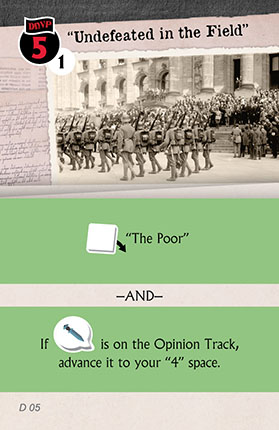 DDVP
5
1
"Undefeated in the Field"
"The Poor"
–AND–
If is on the Opinion Track,
advance it to your "4" space.
D 05